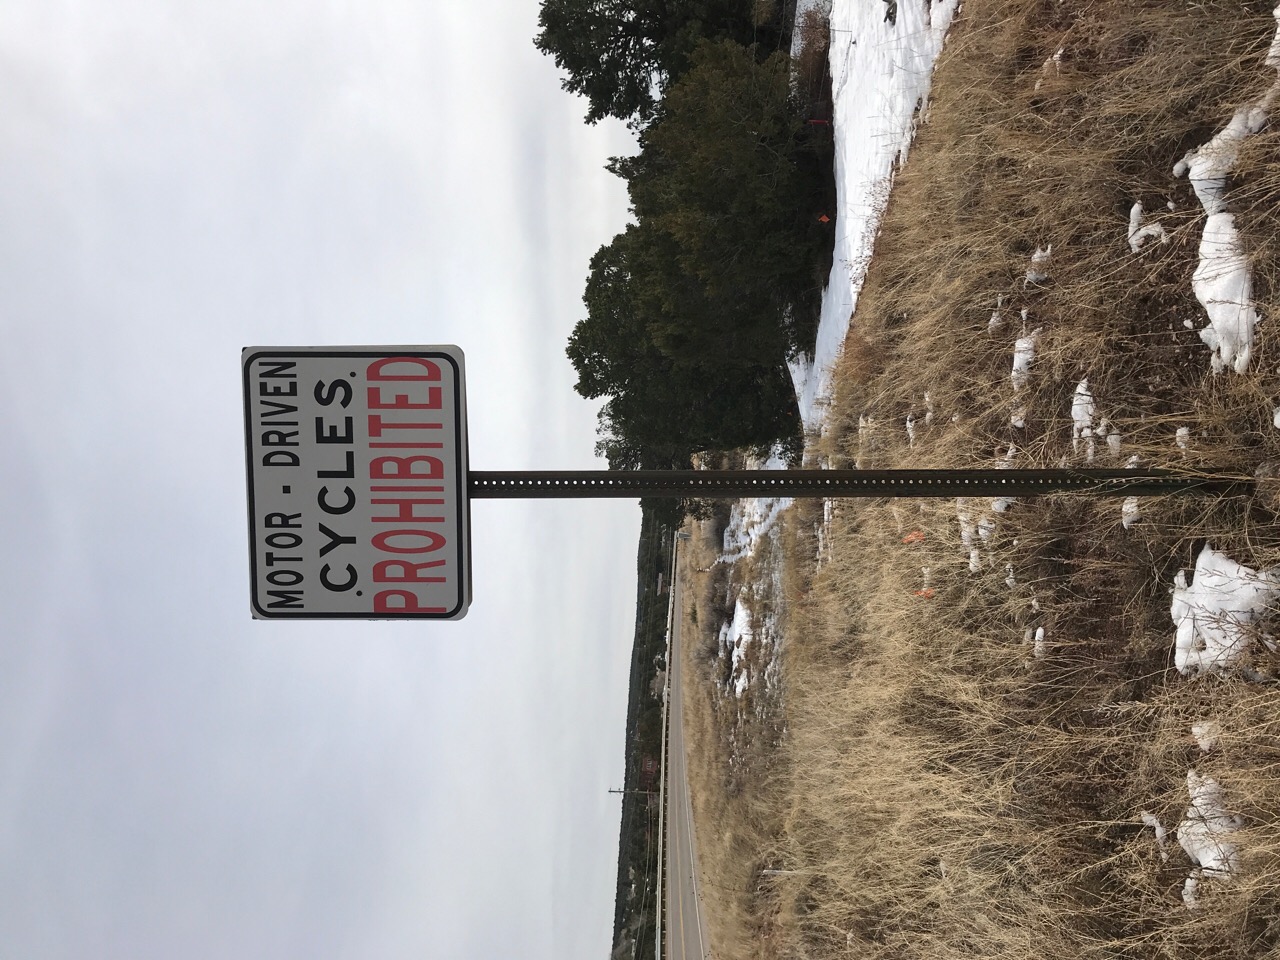 MOTOR - DRIVEN
.CYCLES.
PROHIBITED